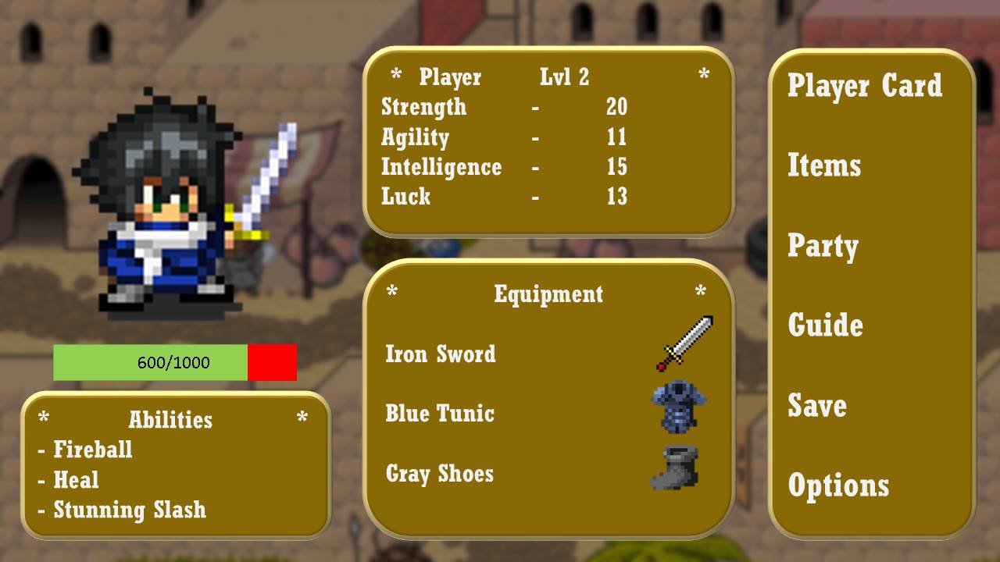 * Player Lvl 2 *
Strength - 20
Agility - 11
Intelligence - 15
Luck - 13
* Equipment *
Iron Sword
Blue Tunic
Gray Shoes
600/1000
* Abilities *
- Fireball
- Heal
- Stunning Slash
Player Card
Items
Party
Guide
Save
Options